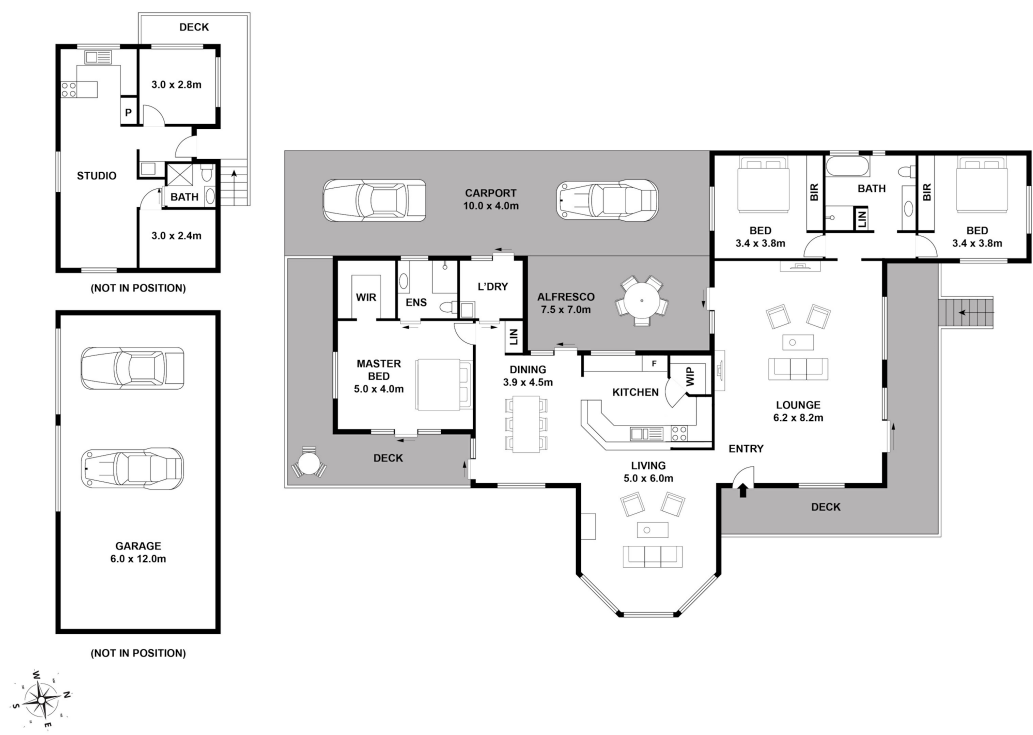 DECK
3.0 x 2.8m
P
STUDIO
BATH
3.0 x 2.4m
(NOT IN POSITION)
GARAGE
6.0 x 12.0m
(NOT IN POSITION)
W
N
S
E
CARPORT
10.0 x 4.0m
BED
3.4 x 3.8m
BIR
BATH
LIN
BIR
BED
3.4 x 3.8m
WIR
ENS
L'DRY
ALFRESCO
7.5 x 7.0m
LIN
MASTER
BED
5.0 x 4.0m
DINING
3.9 x 4.5m
F
WIP
KITCHEN
LOUNGE
6.2 x 8.2m
DECK
ENTRY
LIVING
5.0 x 6.0m
DECK